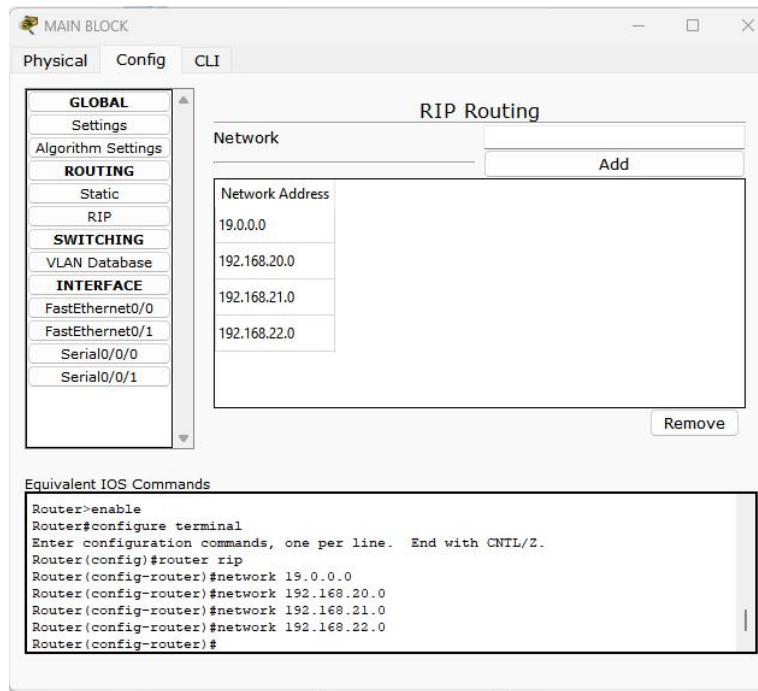 MAIN BLOCK
Physical Config CLI
GLOBAL
Settings
Algorithm Settings
ROUTING
Static
RIP
SWITCHING
VLAN Database
INTERFACE
FastEthernet0/0
FastEthernet0/1
Serial0/0/0
Serial0/0/1
RIP Routing
Network
Add
Network Address
19.0.0.0
192.168.20.0
192.168.21.0
192.168.22.0
Remove
Equivalent IOS Commands
Router>enable
Router#configure terminal
Enter configuration commands, one per line. End with CNTL/Z.
Router(config)#router rip
Router(config-router)#network 19.0.0.0
Router(config-router)#network 192.168.20.0
Router(config-router)#network 192.168.21.0
Router(config-router)#network 192.168.22.0
Router(config-router)#